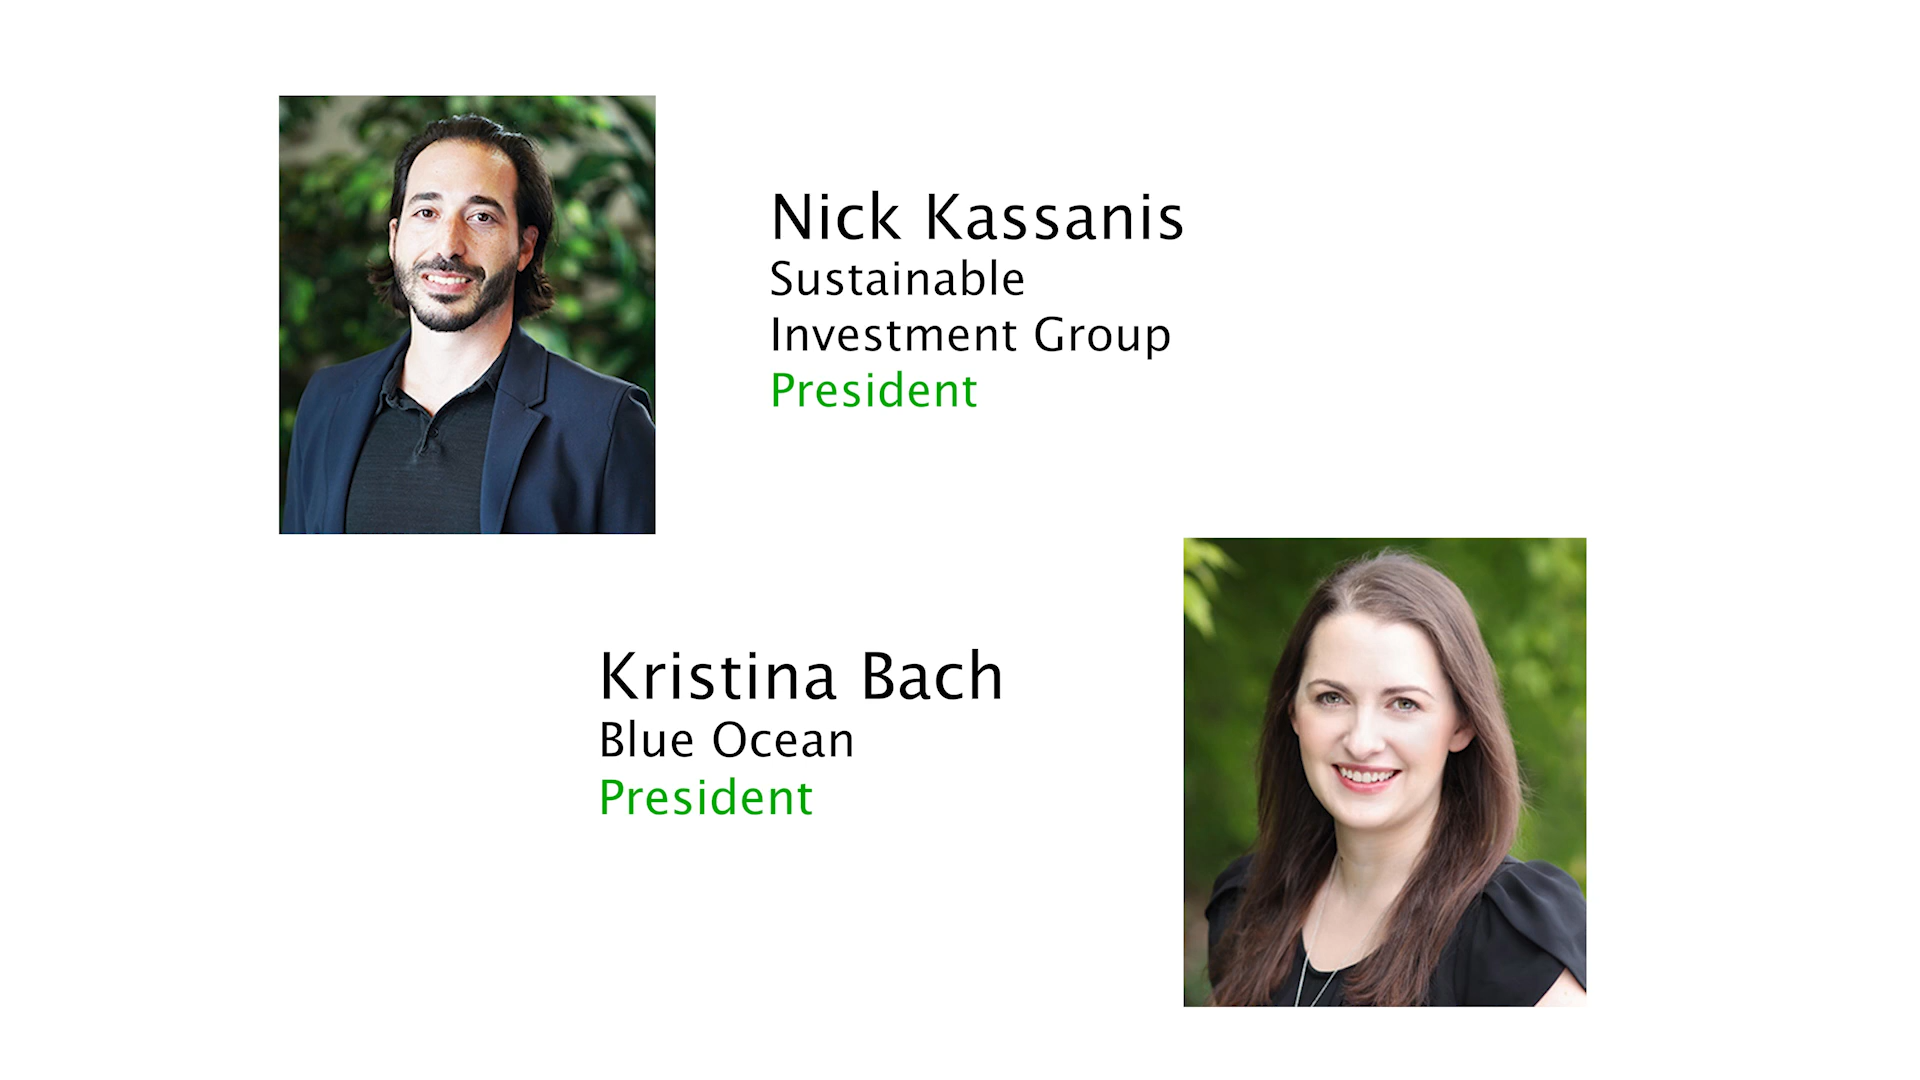 Nick Kassanis
Sustainable
Investment Group
President
Kristina Bach
Blue Ocean
President